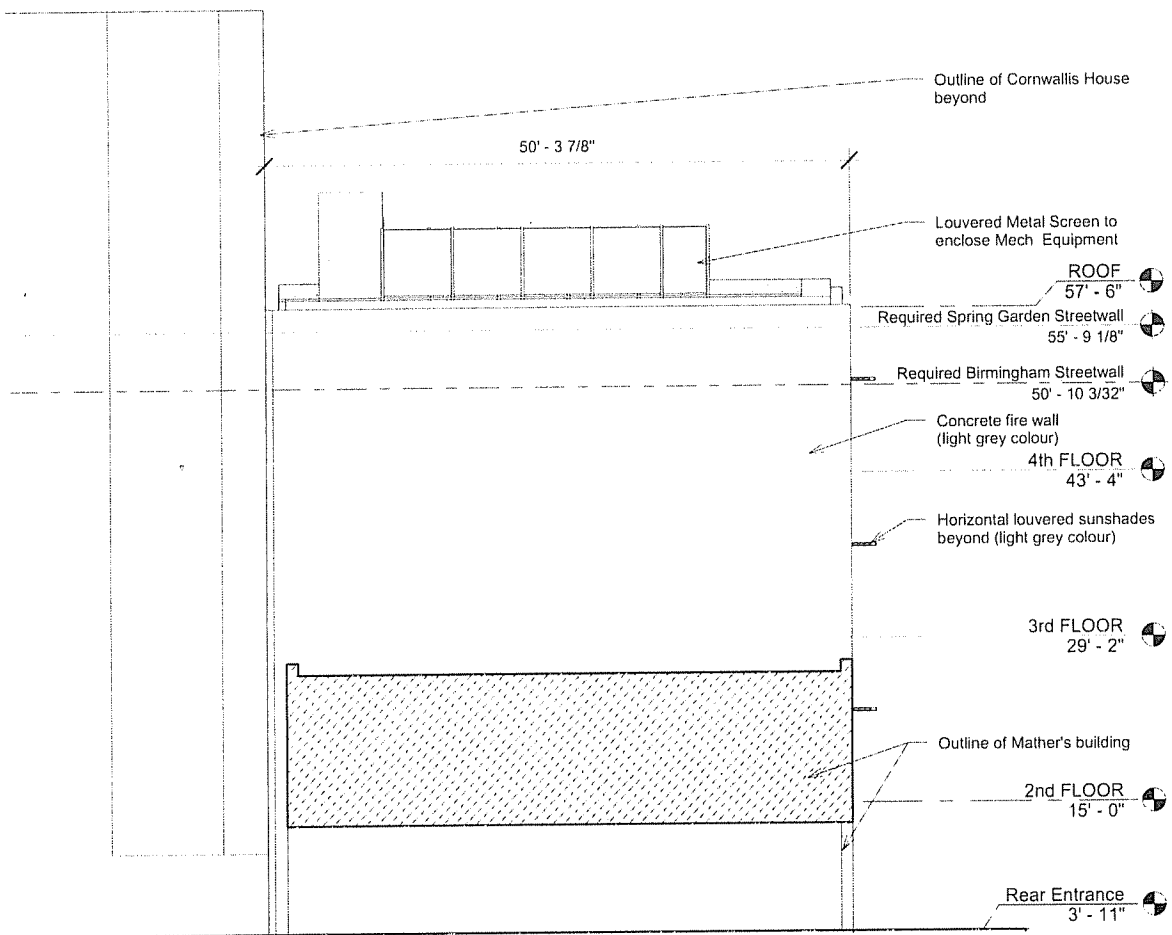 Outline of Cornwallis House
beyond
50' - 3 7/8"
Louvered Metal Screen to
enclose Mech Equipment
ROOF
57' - 6"
Required Spring Garden Streetwall
55' - 9 1/8"
Required Birmingham Streetwall
50' - 10 3/32"
Concrete fire wall
(light grey colour)
4th FLOOR
43' - 4"
Horizontal louvered sunshades
beyond (light grey colour)
3rd FLOOR
29' - 2"
Outline of Mather's building
2nd FLOOR
15' - 0"
Rear Entrance
3' - 11"